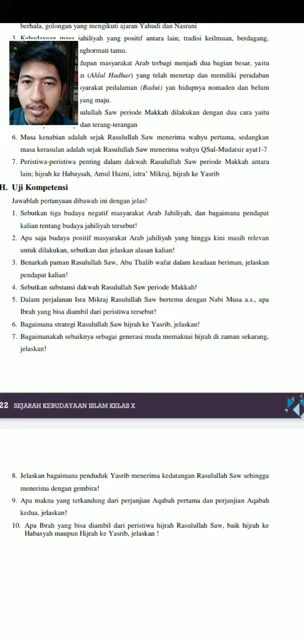 berhala, golongan yang mengikuti ajaran Yahudi dan Nasrani
3. Kebudayaan masa jahiliyah yang positif antara lain; tradisi keilmuan, berdagang,
nghormati tamu.
dupan masyarakat Arab terbagi menjadi dua bagian besar, yaitu
n (Ahlul Hadhar) yang telah menetap dan memiliki peradaban
syarakat pedalaman (Badui) yan hidupnya nomaden dan belum
yang maju.
sulullah Saw periode Makkah dilakukan dengan dua cara yaitu
dan terang-terangan
6. Masa kenabian adalah sejak Rasulullah Saw menerima wahyu pertama, sedangkan
masa kerasulan adalah sejak Rasulullah Saw menerima wahyu QSal-Mudatsir ayat1-7
7. Peristiwa-peristiwa penting dalam dakwah Rasulullah Saw periode Makkah antara
lain; hijrah ke Habaysah, Amul Huzni, istra' Mikraj, hijrah ke Yasrib
H. Uji Kompetensi
Jawablah pertanyaan dibawah ini dengan jelas!
1. Sebutkan tiga budaya negatif masyarakat Arab Jahiliyah, dan bagaimana pendapat
kalian tentang budaya jahiliyah tersebut!
2. Apa saja budaya positif masyarakat Arab jahiliyah yang hingga kini masih relevan
untuk dilakukan, sebutkan dan jelaskan alasan kalian!
3. Benarkah paman Rasulullah Saw, Abu Thalib wafat dalam keadaan beriman, jelaskan
pendapat kalian!
4. Sebutkan substansi dakwah Rasulullah Saw periode Makkah!
5. Dalam perjalanan Isra Mikraj Rasulullah Saw bertemu dengan Nabi Musa a.s., apa
Ibrah yang bisa diambil dari peristiwa tersebut!
6. Bagaimana strategi Rasulullah Saw hijrah ke Yasrib, jelaskan!
7. Bagaimanakah sebaiknya sebagai generasi muda memaknai hijrah di zaman sekarang,
jelaskan!
22 SEJARAH KEBUDAYAAN ISLAM KELAS X
8. Jelaskan bagaimana penduduk Yasrib menerima kedatangan Rasulullah Saw sehingga
menerima dengan gembira!
9. Apa makna yang terkandung dari perjanjian Aqabah pertama dan perjanjian Aqabah
kedua, jelaskan!
10. Apa Ibrah yang bisa diambil dari peristiwa hijrah Rasulullah Saw, baik hijrah ke
Habasyah maupun Hijrah ke Yasrib, jelaskan !